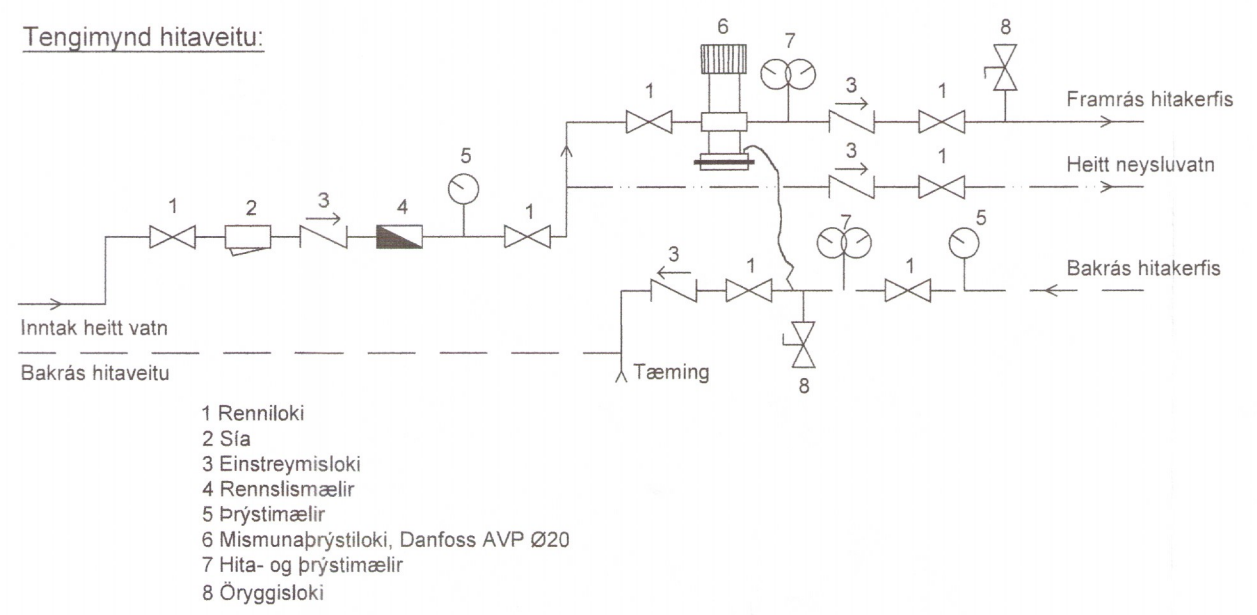 Tengimynd hitaveitu:
6
7
8
1
3
1
Framrás hitakerfis
5
3
1
Heitt neysluvatn
1
2
3
4
1
7
5
3
1
1
Bakrás hitakerfis
Inntak heitt vatn
Bakrás hitaveitu
Tæming
8
1 Renniloki
2 Sía
3 Einstreymisloki
4 Rennslismælir
5 Þrýstimælir
6 Mismunaþrýstiloki, Danfoss AVP Ø20
7 Hita- og þrýstimælir
8 Öryggisloki